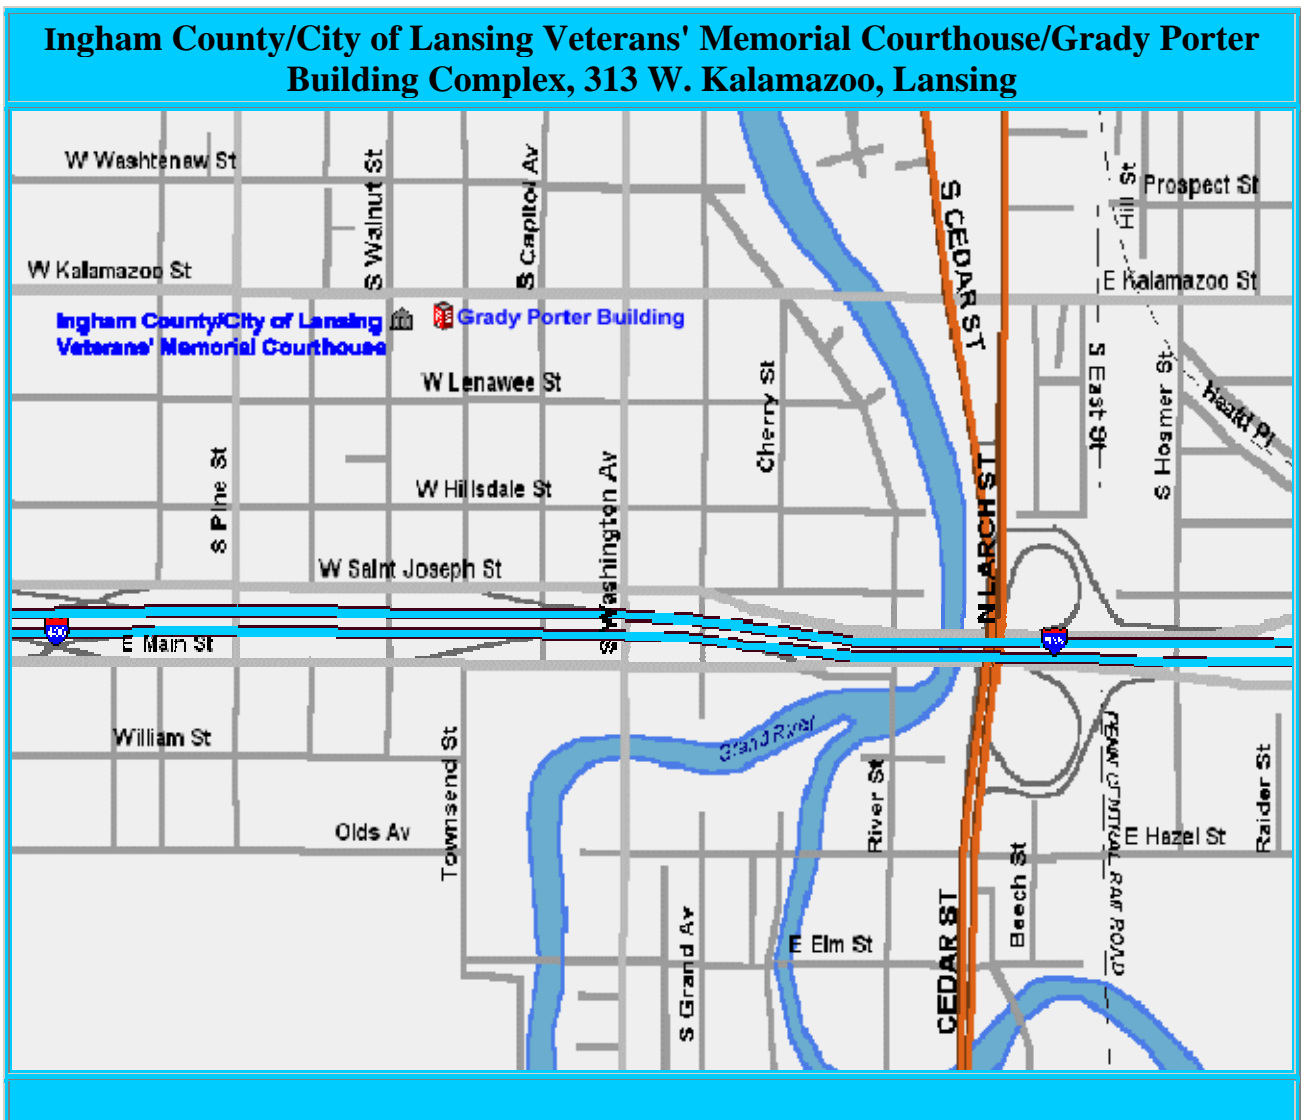 Ingham County/City of Lansing Veterans' Memorial Courthouse/Grady Porter
Building Complex, 313 W. Kalamazoo, Lansing
W Washtenaw St
S Walnut St
S Capitol Av
S CEDAR ST
Hill St
Prospect St
W Kalamazoo St
E Kalamazoo St
Ingham County/City of Lansing
Veterans' Memorial Courthouse
Grady Porter Building
W Lenawee St
Cherry St
S East St
S Hosmer St
S Pine St
W Hillsdale St
S Washington Av
N LARCH ST
W Saint Joseph St
E Main St
William St
Townsend St
Grand River
River St
Raider St
Olds Av
E Hazel St
Beech St
S Grand Av
E Elm St
CEDAR ST
RAIL ROAD